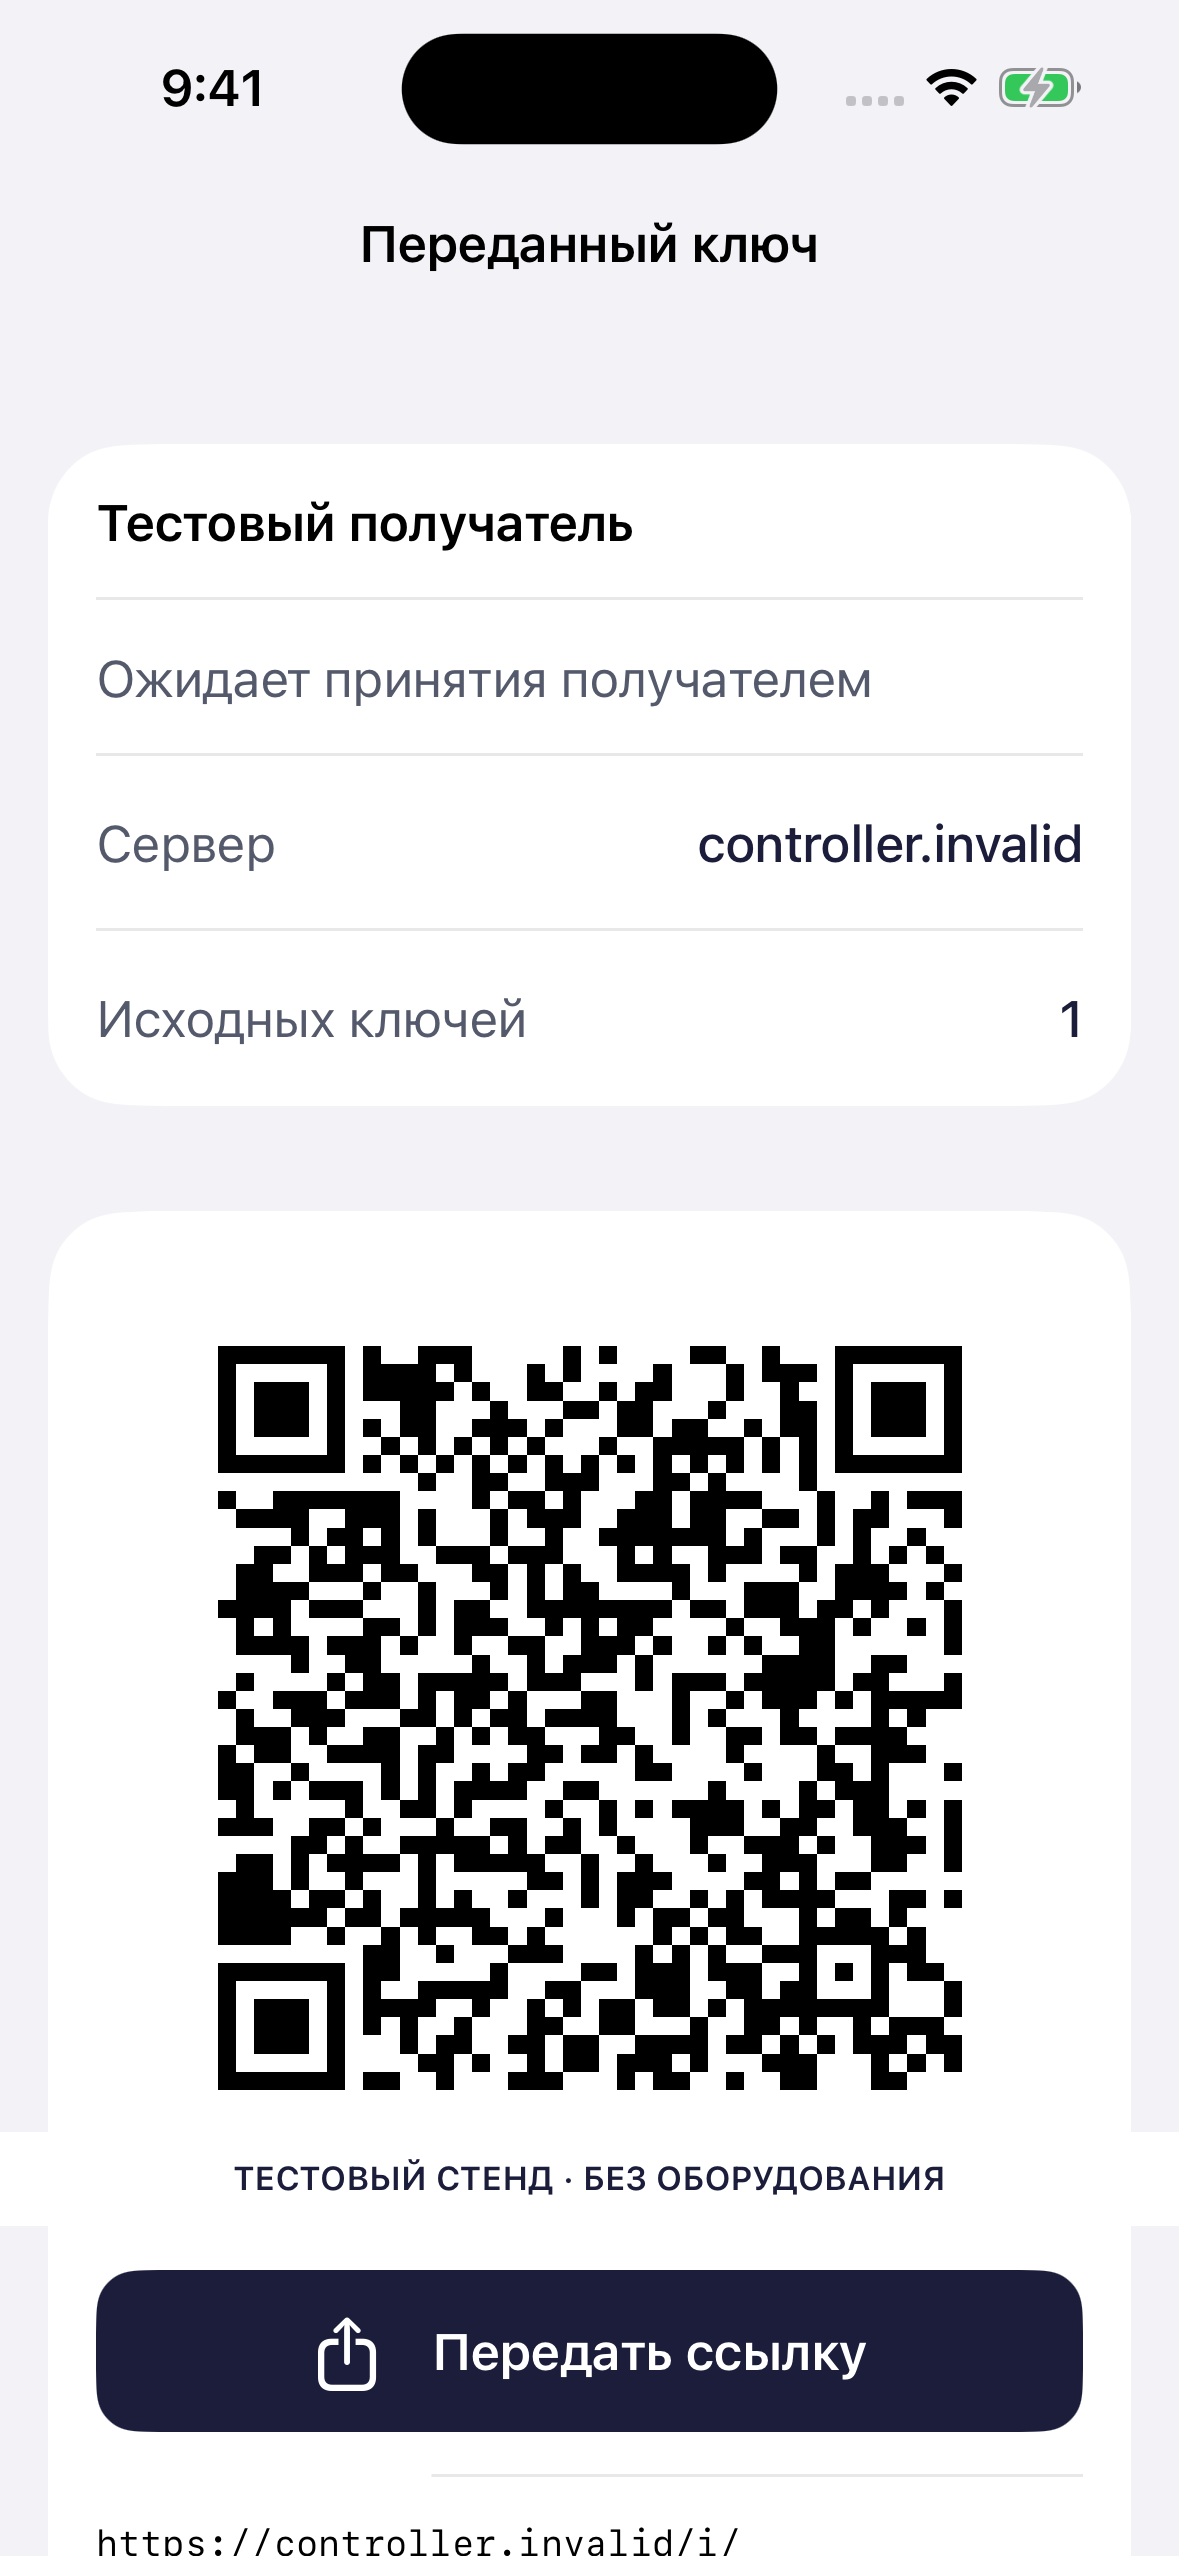 9:41
Переданный ключ
Тестовый получатель
Ожидает принятия получателем
Сервер controller.invalid
Исходных ключей 1
ТЕСТОВЫЙ СТЕНД · БЕЗ ОБОРУДОВАНИЯ
Передать ссылку
https://controller.invalid/i/